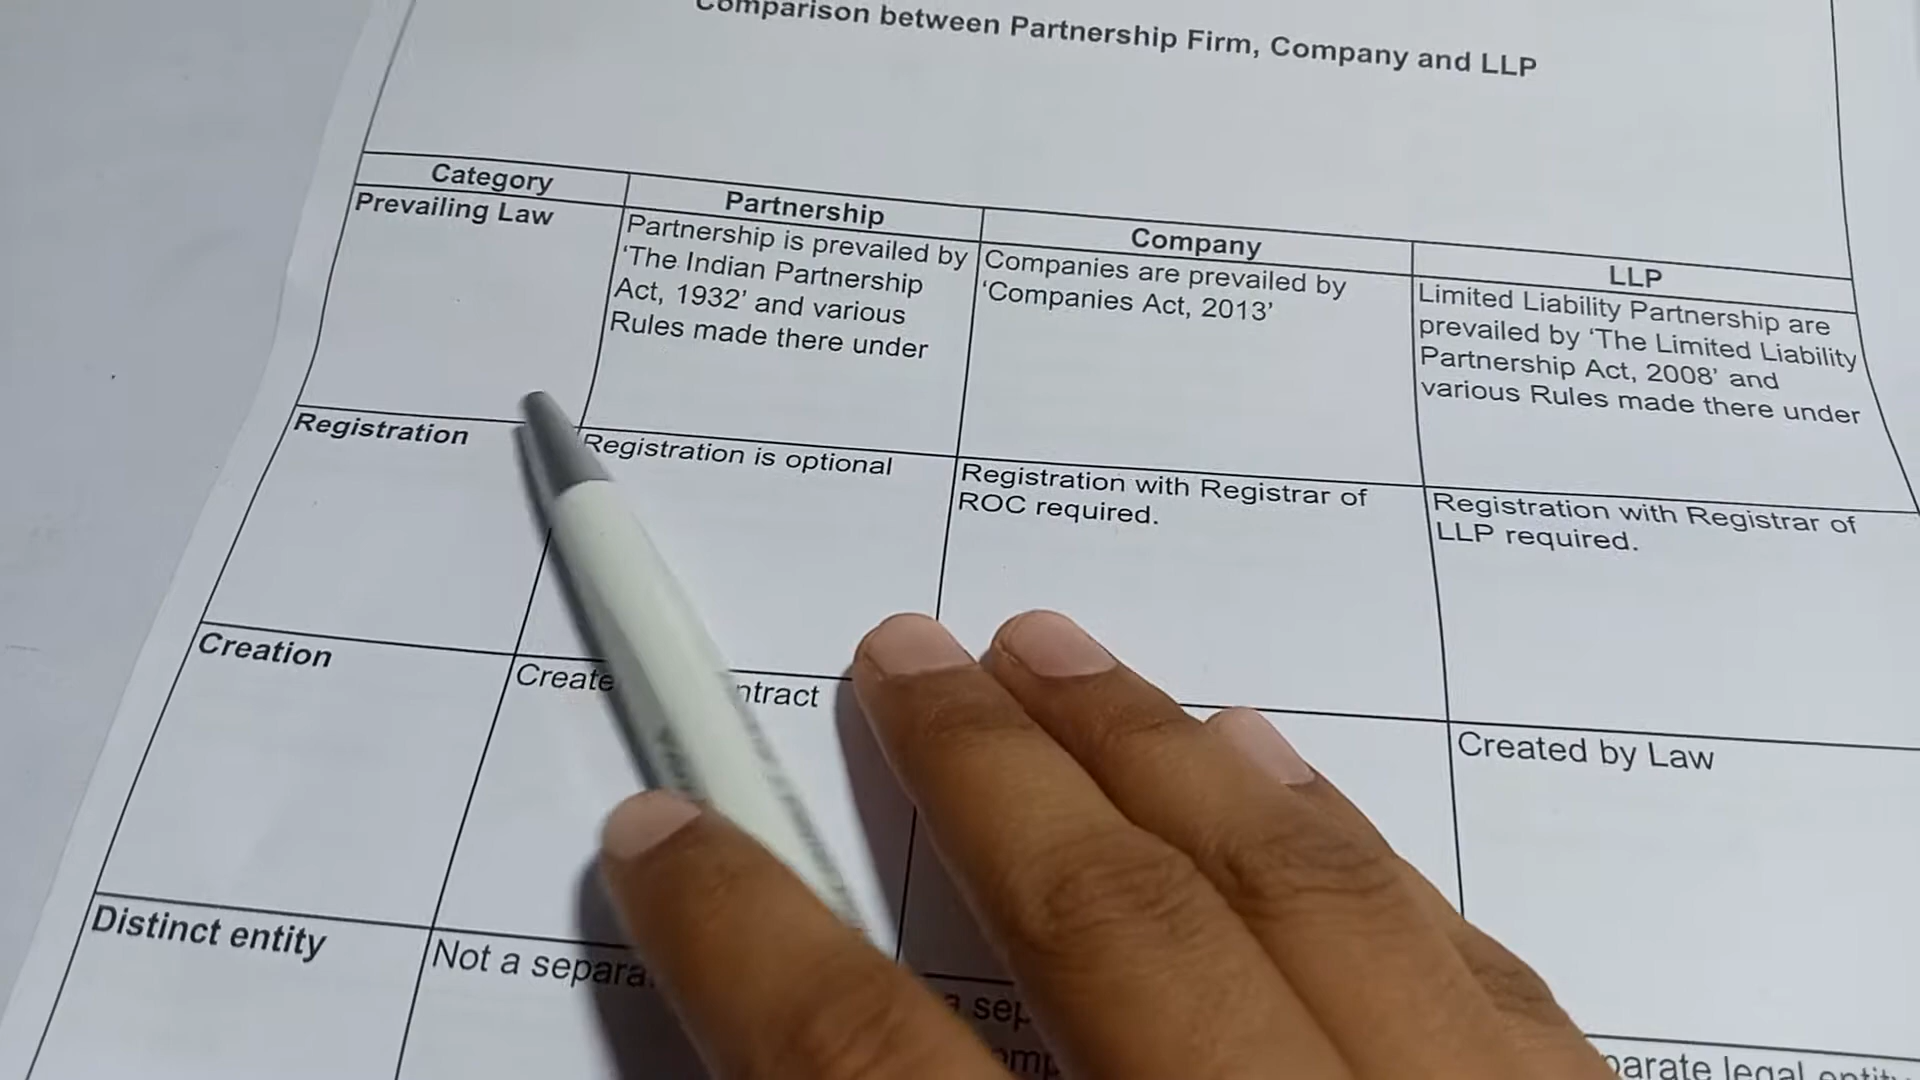 Comparison between Partnership Firm, Company and LLP
Category
Partnership
Company
LLP
Prevailing Law
Partnership is prevailed by
‘The Indian Partnership
Act, 1932’ and various
Rules made there under
Companies are prevailed by
‘Companies Act, 2013’
Limited Liability Partnership are
prevailed by ‘The Limited Liability
Partnership Act, 2008’ and
various Rules made there under
Registration
Registration is optional
Registration with Registrar of
ROC required.
Registration with Registrar of
LLP required.
Creation
Created by Law
Distinct entity
Not a
legal